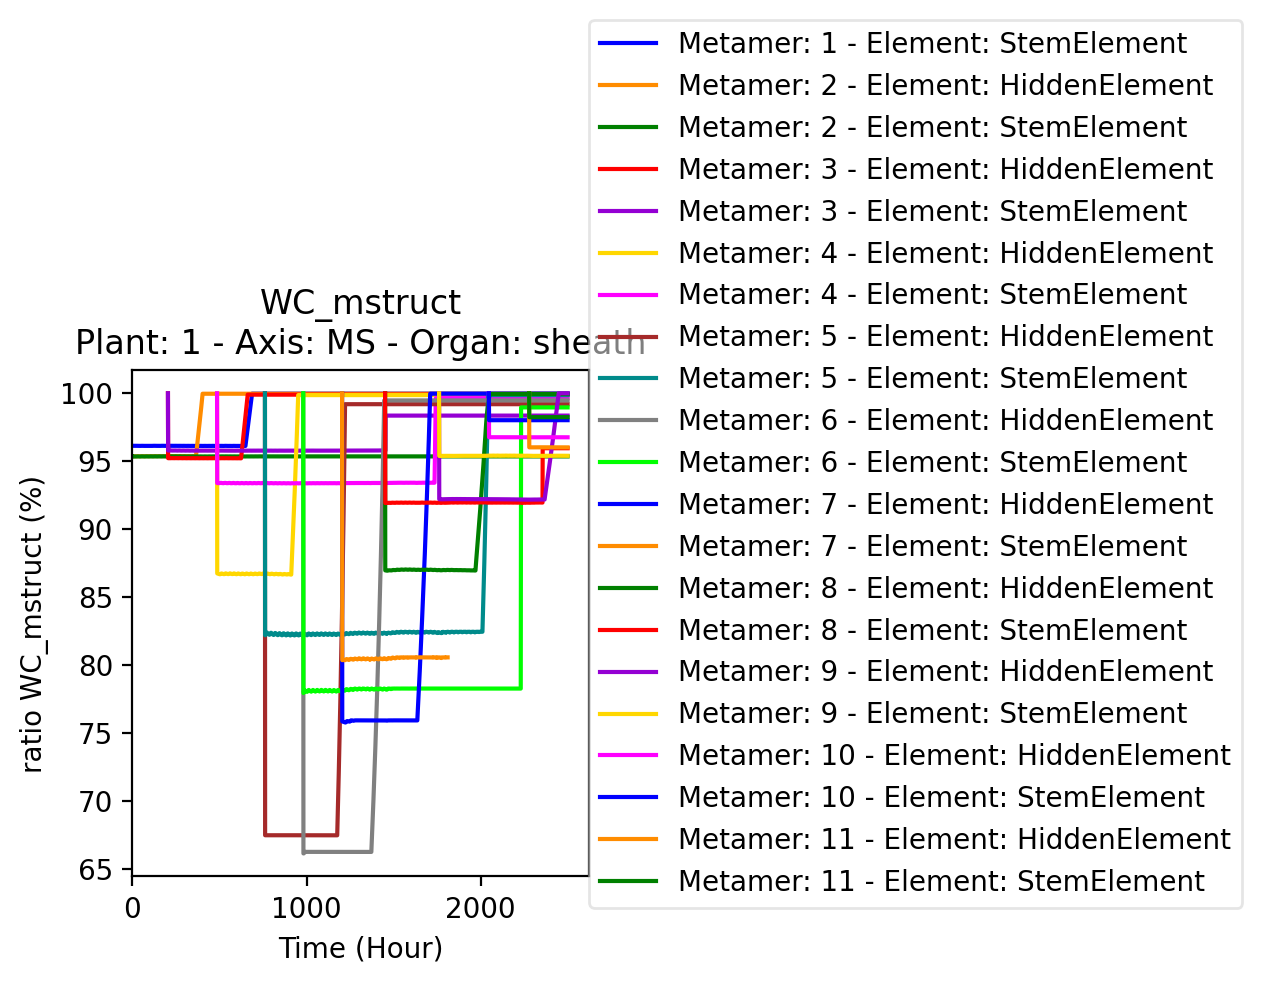 WC_mstruct
Plant: 1 - Axis: MS - Organ: sheath
ratio WC_mstruct (%)
100
95
90
85
80
75
70
65
0
1000
2000
Time (Hour)
Metamer: 1 - Element: StemElement
Metamer: 2 - Element: HiddenElement
Metamer: 2 - Element: StemElement
Metamer: 3 - Element: HiddenElement
Metamer: 3 - Element: StemElement
Metamer: 4 - Element: HiddenElement
Metamer: 4 - Element: StemElement
Metamer: 5 - Element: HiddenElement
Metamer: 5 - Element: StemElement
Metamer: 6 - Element: HiddenElement
Metamer: 6 - Element: StemElement
Metamer: 7 - Element: HiddenElement
Metamer: 7 - Element: StemElement
Metamer: 8 - Element: HiddenElement
Metamer: 8 - Element: StemElement
Metamer: 9 - Element: HiddenElement
Metamer: 9 - Element: StemElement
Metamer: 10 - Element: HiddenElement
Metamer: 10 - Element: StemElement
Metamer: 11 - Element: HiddenElement
Metamer: 11 - Element: StemElement